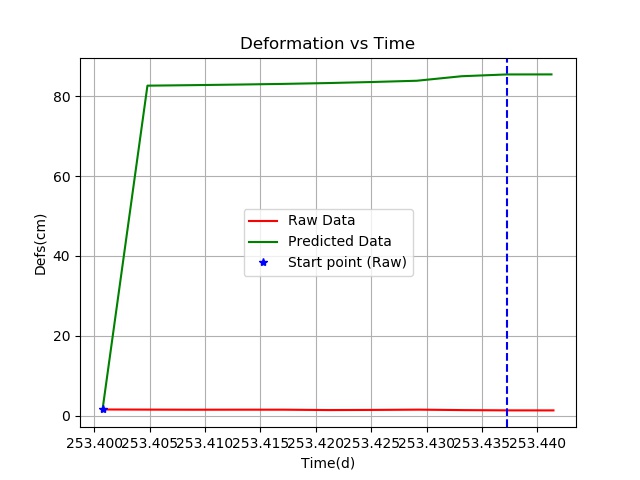 Deformation vs Time
Defs(cm)
80
60
40
20
0
Raw Data
Predicted Data
Start point (Raw)
253.400 253.405 253.410 253.415 253.420 253.425 253.430 253.435 253.440
Time(d)